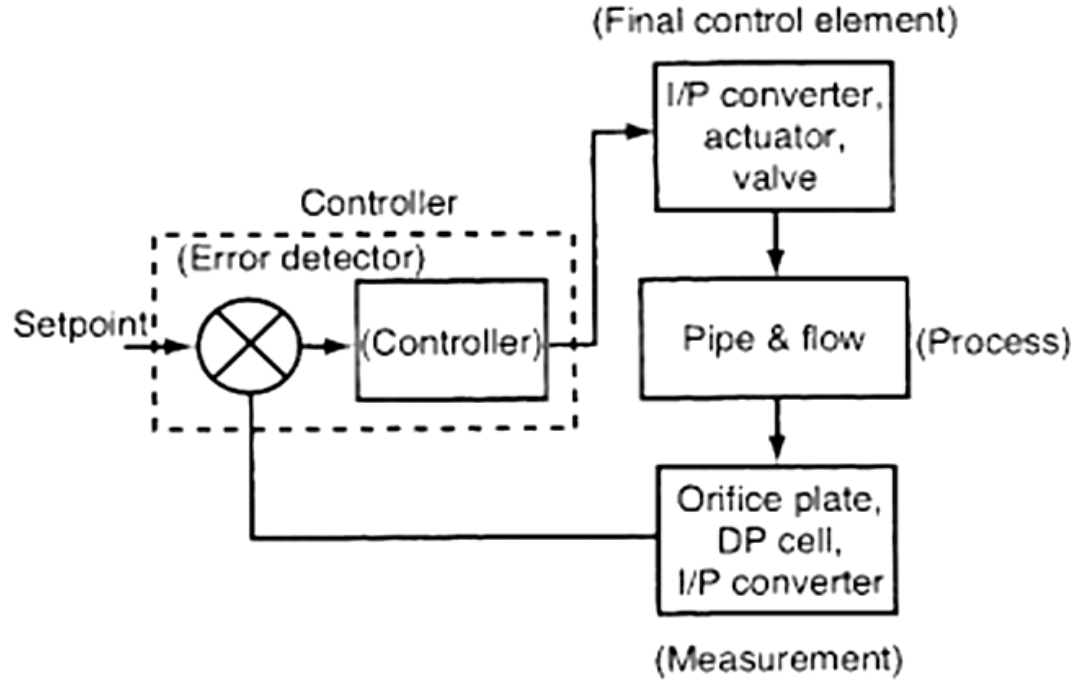 (Final control element)
I/P converter,
actuator,
valve
Controller
(Error detector)
Setpoint
(Controller)
Pipe & flow
(Process)
Orifice plate,
DP cell,
I/P converter
(Measurement)